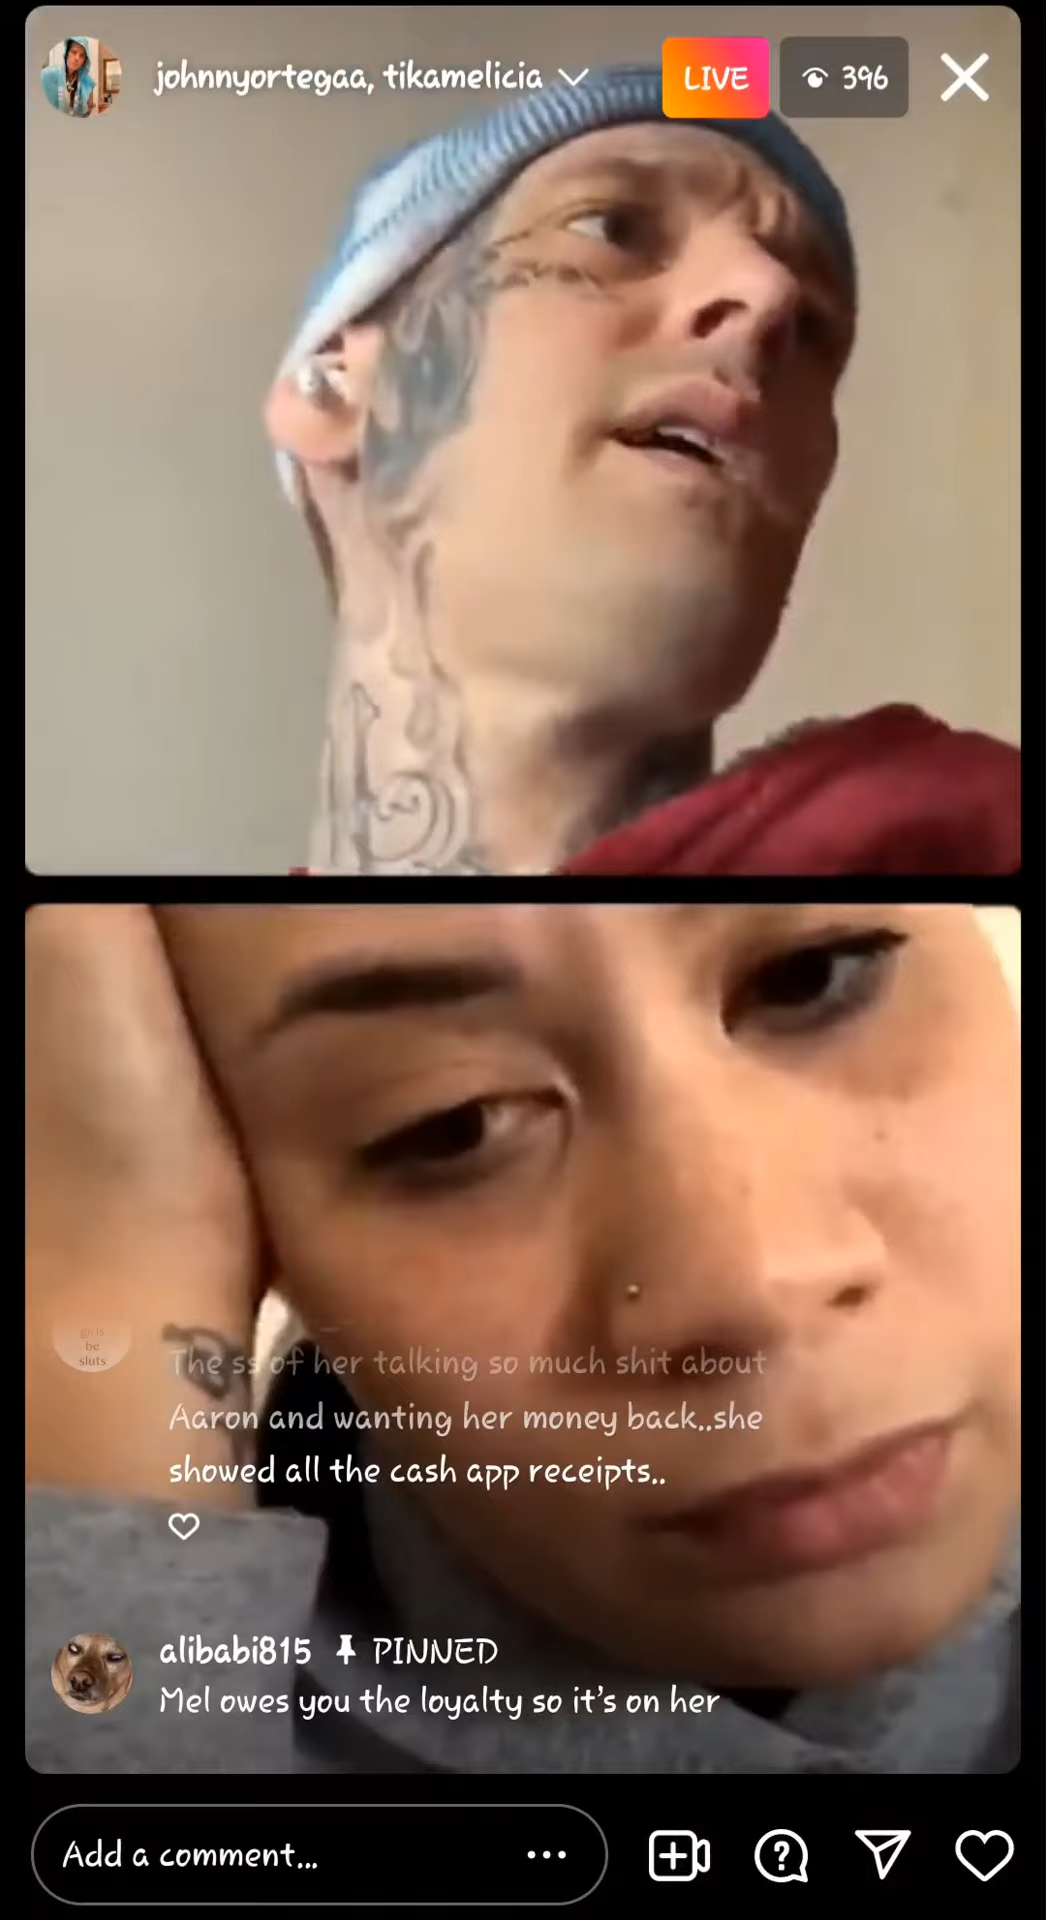 johnnyortegaa, tikamelicia
LIVE
396
girls
be
sluts
The ss of her talking so much shit about
Aaron and wanting her money back..she
showed all the cash app receipts..
alibabi815 PINNED
Mel owes you the loyalty so it's on her
Add a comment...